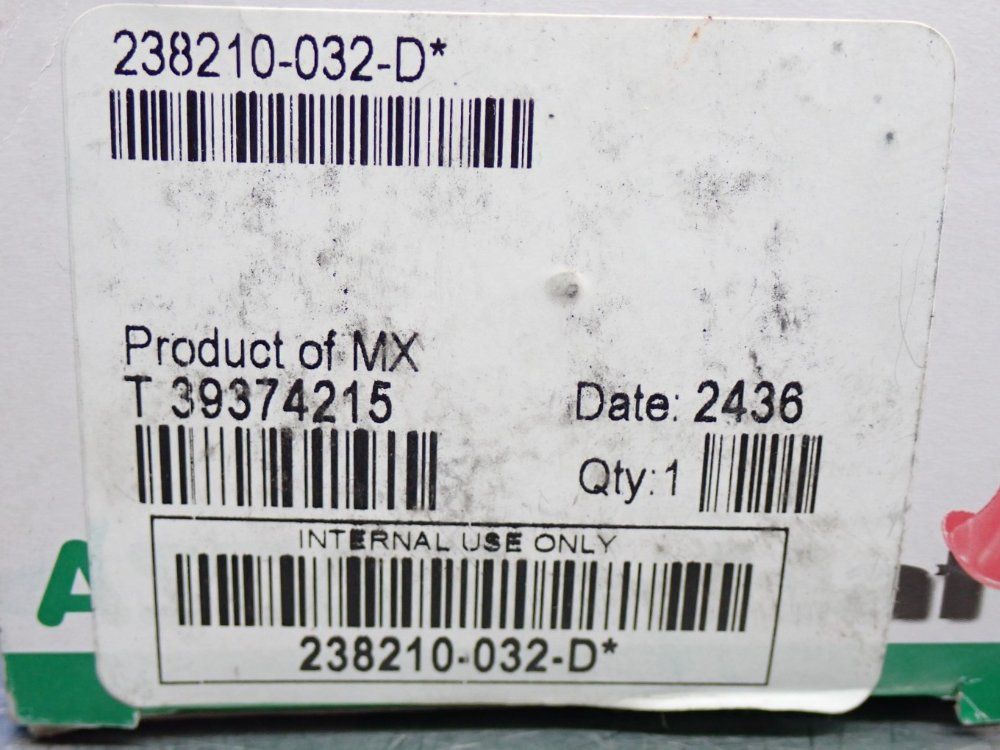 238210-032-D*
Product of MX
T 39374215
Date: 2436
Qty:1
INTERNAL USE ONLY
238210-032-D*